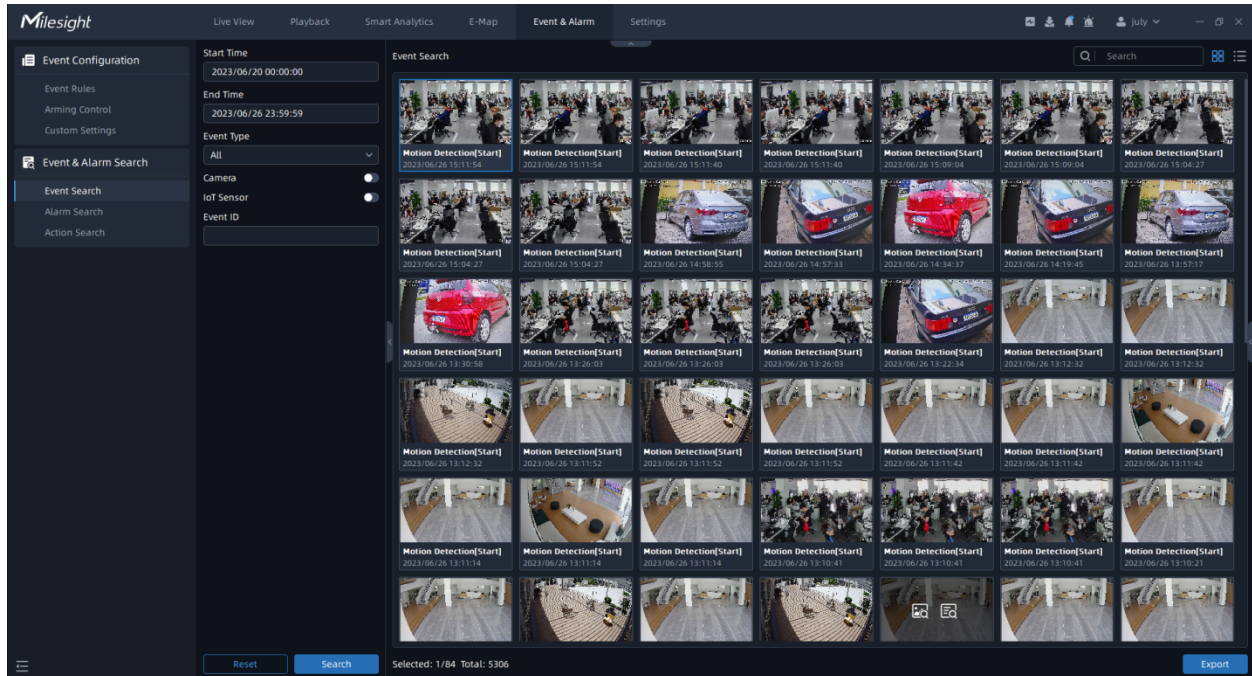 Milesight
Live View Playback Smart Analytics E-Map Event & Alarm Settings july
Event Configuration
Event Rules
Arming Control
Custom Settings
Event & Alarm Search
Event Search
Alarm Search
Action Search
Start Time
2023/06/20 00:00:00
End Time
2023/06/26 23:59:59
Event Type
All
Camera
IoT Sensor
Event ID
Reset Search
Event Search Search
Motion Detection[Start] Motion Detection[Start] Motion Detection[Start] Motion Detection[Start] Motion Detection[Start] Motion Detection[Start] Motion Detection[Start]
2023/06/26 15:11:54 2023/06/26 15:11:54 2023/06/26 15:11:40 2023/06/26 15:11:40 2023/06/26 15:09:04 2023/06/26 15:09:04 2023/06/26 15:04:27
Motion Detection[Start] Motion Detection[Start] Motion Detection[Start] Motion Detection[Start] Motion Detection[Start] Motion Detection[Start] Motion Detection[Start]
2023/06/26 15:04:27 2023/06/26 15:04:27 2023/06/26 14:58:55 2023/06/26 14:57:33 2023/06/26 14:34:37 2023/06/26 14:19:45 2023/06/26 13:57:17
Motion Detection[Start] Motion Detection[Start] Motion Detection[Start] Motion Detection[Start] Motion Detection[Start] Motion Detection[Start] Motion Detection[Start]
2023/06/26 13:30:58 2023/06/26 13:26:03 2023/06/26 13:26:03 2023/06/26 13:26:03 2023/06/26 13:22:34 2023/06/26 13:12:32 2023/06/26 13:12:32
Motion Detection[Start] Motion Detection[Start] Motion Detection[Start] Motion Detection[Start] Motion Detection[Start] Motion Detection[Start] Motion Detection[Start]
2023/06/26 13:12:32 2023/06/26 13:11:52 2023/06/26 13:11:52 2023/06/26 13:11:52 2023/06/26 13:11:42 2023/06/26 13:11:42 2023/06/26 13:11:42
Motion Detection[Start] Motion Detection[Start] Motion Detection[Start] Motion Detection[Start] Motion Detection[Start] Motion Detection[Start] Motion Detection[Start]
2023/06/26 13:11:14 2023/06/26 13:11:14 2023/06/26 13:11:14 2023/06/26 13:10:41 2023/06/26 13:10:41 2023/06/26 13:10:41 2023/06/26 13:10:21
Selected: 1/84 Total: 5306 Export